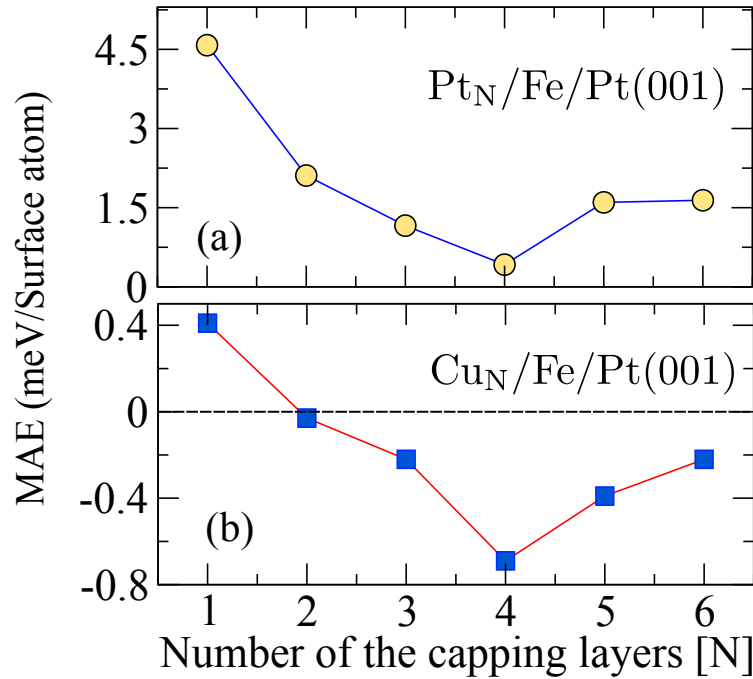 MAE (meV/Surface atom)
4.5
3
1.5
0
Pt_N/Fe/Pt(001)
(a)
0.4
0
-0.4
-0.8
Cu_N/Fe/Pt(001)
(b)
1 2 3 4 5 6
Number of the capping layers [N]